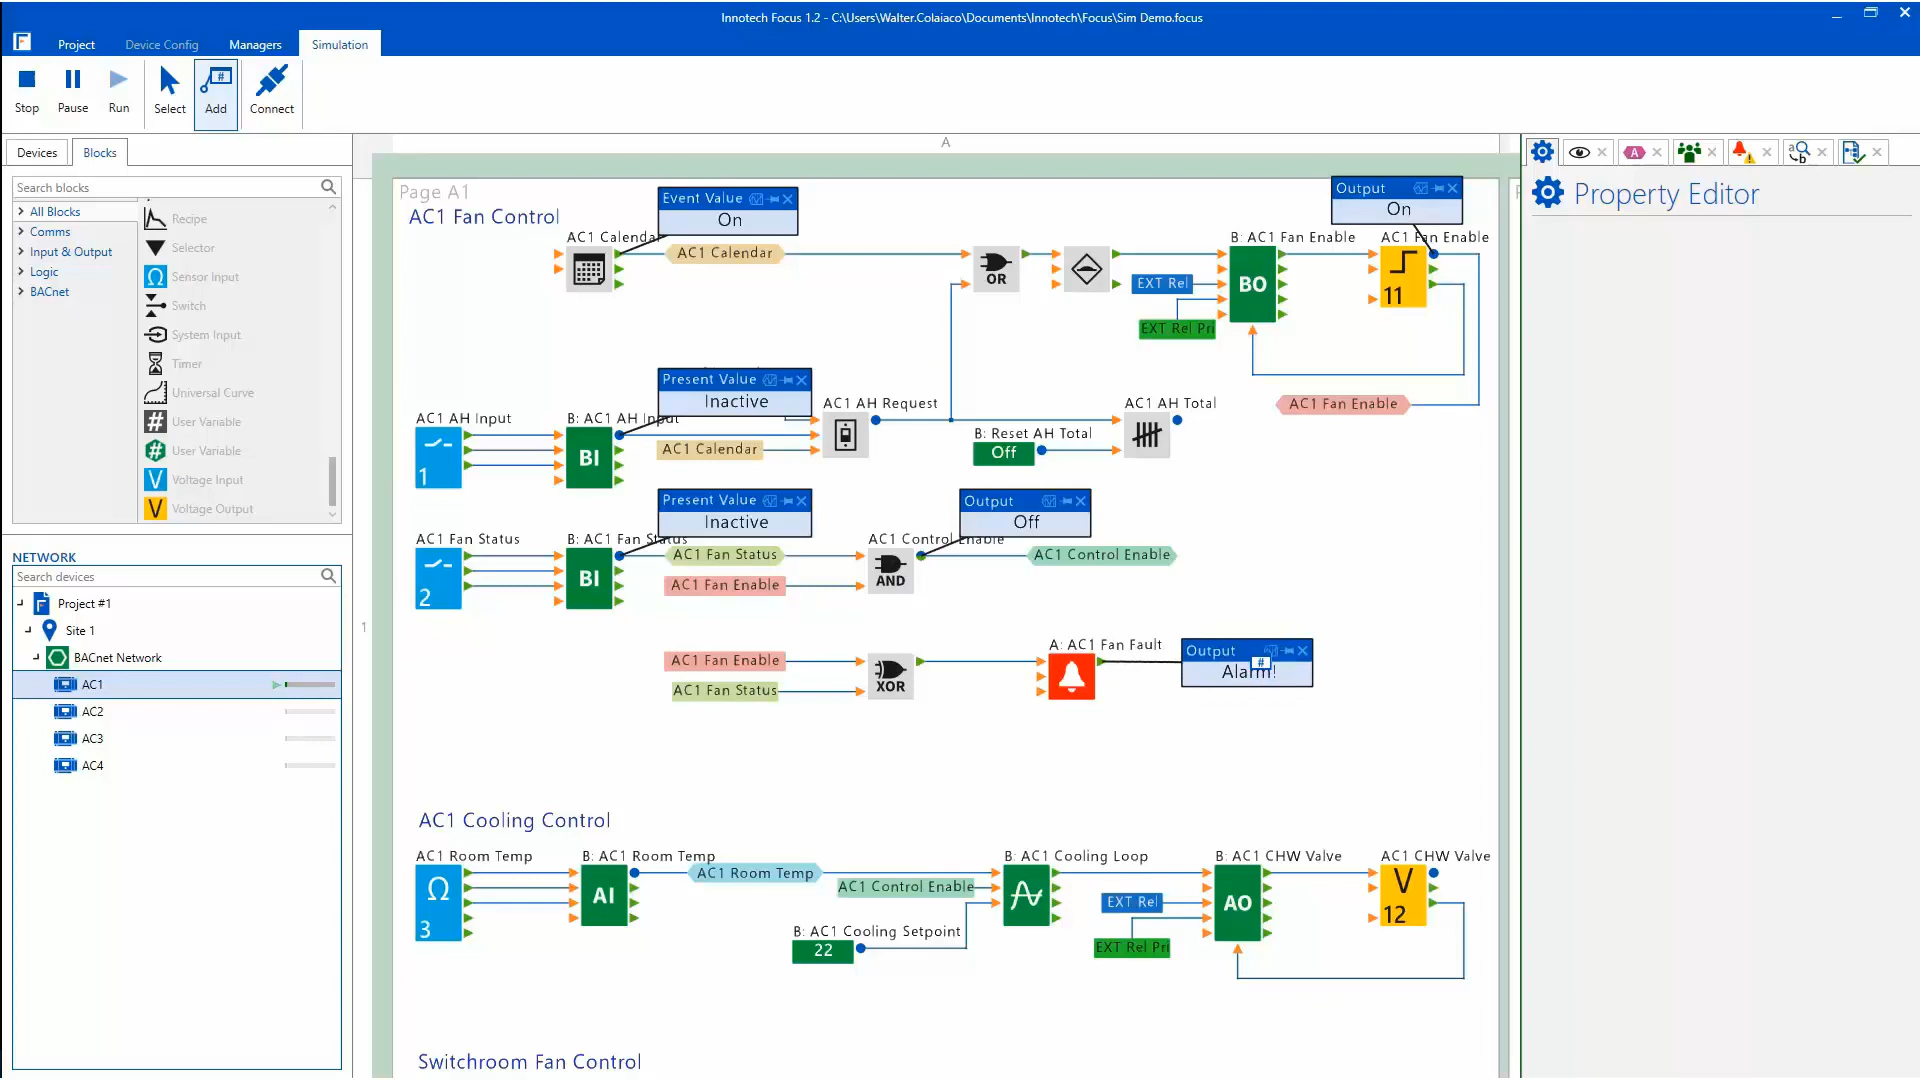 Innotech Focus 1.2 - C:\Users\Walter.Colaiaco\Documents\Innotech\Focus\Sim Demo.focus
Project
Device Config
Managers
Simulation
Stop
Pause
Run
Select
Add
Connect
Devices
Blocks
Search blocks
All Blocks
Comms
Input & Output
Logic
BACnet
Recipe
Selector
Sensor Input
Switch
System Input
Timer
Universal Curve
User Variable
User Variable
Voltage Input
Voltage Output
NETWORK
Search devices
Project #1
Site 1
BACnet Network
AC1
AC2
AC3
AC4
A
1
Page A1
AC1 Fan Control
Event Value
On
AC1 Calendar
Output
On
B: AC1 Fan Enable
AC1 Fan Enable
OR
EXT Rel
EXT Rel Pri
BO
11
AC1 Fan Enable
Present Value
Inactive
AC1 AH Input
B: AC1 AH Input
1
BI
AC1 Calendar
AC1 AH Request
B: Reset AH Total
Off
AC1 AH Total
Present Value
Inactive
Output
Off
AC1 Fan Status
B: AC1 Fan Status
2
BI
AC1 Fan Status
AC1 Fan Enable
AC1 Control Enable
AND
AC1 Control Enable
AC1 Fan Enable
AC1 Fan Status
XOR
A: AC1 Fan Fault
Output
Alarm!
AC1 Cooling Control
AC1 Room Temp
B: AC1 Room Temp
3
AI
AC1 Room Temp
AC1 Control Enable
B: AC1 Cooling Setpoint
22
B: AC1 Cooling Loop
EXT Rel
EXT Rel Pri
B: AC1 CHW Valve
AO
AC1 CHW Valve
V
12
Switchroom Fan Control
Property Editor